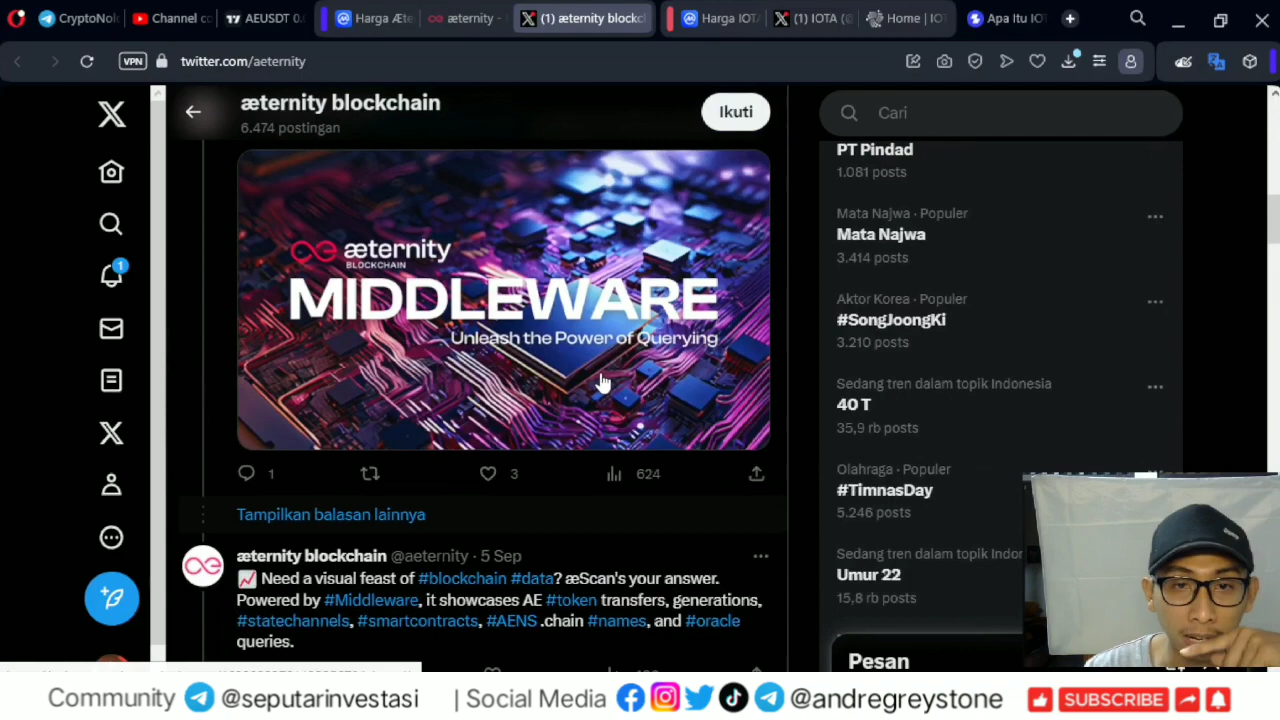 CryptoNol
Channel co
AEUSDT 0.
Harga Æte
æternity -
(1) æternity blockc
Harga IOTA
(1) IOTA (@
Home | IOT
Apa Itu IOT
VPN
twitter.com/aeternity
æternity blockchain
6.474 postingan
Ikuti
Cari
æternity
BLOCKCHAIN
MIDDLEWARE
Unleash the Power of Querying
1
3
624
Tampilkan balasan lainnya
æternity blockchain @aeternity · 5 Sep
Need a visual feast of #blockchain #data? æScan's your answer.
Powered by #Middleware, it showcases AE #token transfers, generations,
#statechannels, #smartcontracts, #AENS .chain #names, and #oracle
queries.
1
PT Pindad
1.081 posts
Mata Najwa · Populer
Mata Najwa
3.414 posts
Aktor Korea · Populer
#SongJoongKi
3.210 posts
Sedang tren dalam topik Indonesia
40 T
35,9 rb posts
Olahraga · Populer
#TimnasDay
5.246 posts
Sedang tren dalam topik Indor
Umur 22
15,8 rb posts
Pesan
Community @seputarinvestasi | Social Media @andregreystone SUBSCRIBE